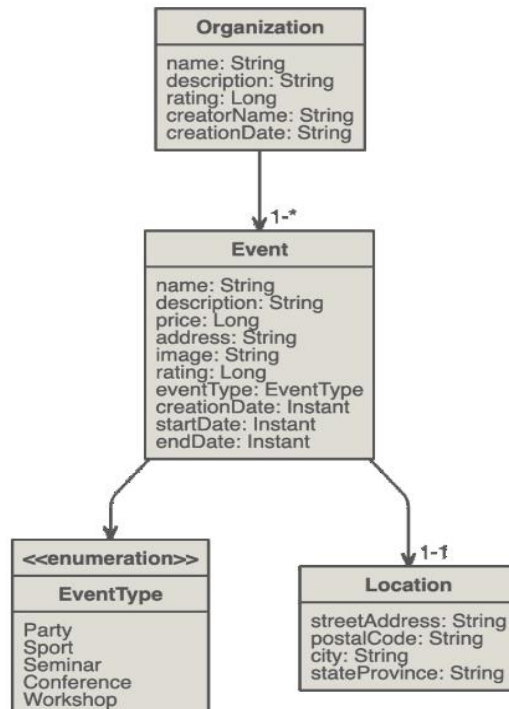 Organization
name: String
description: String
rating: Long
creatorName: String
creationDate: String
1-*
Event
name: String
description: String
price: Long
address: String
image: String
rating: Long
eventType: EventType
creationDate: Instant
startDate: Instant
endDate: Instant
<<enumeration>>
EventType
Party
Sport
Seminar
Conference
Workshop
1-1
Location
streetAddress: String
postalCode: String
city: String
stateProvince: String